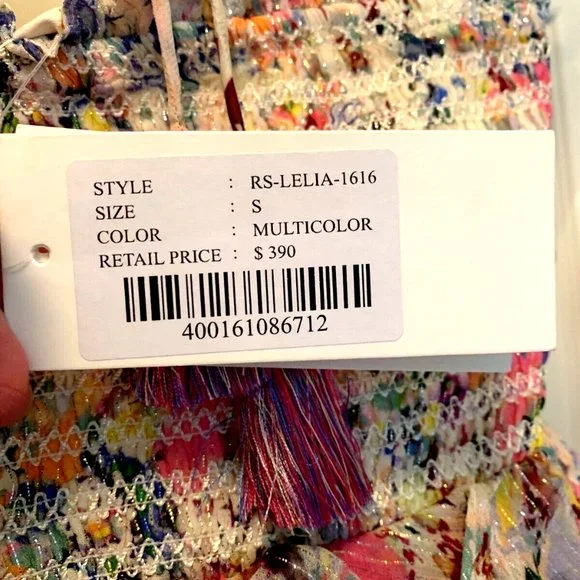 STYLE : RS-LELIA-1616
SIZE : S
COLOR : MULTICOLOR
RETAIL PRICE : $ 390
400161086712